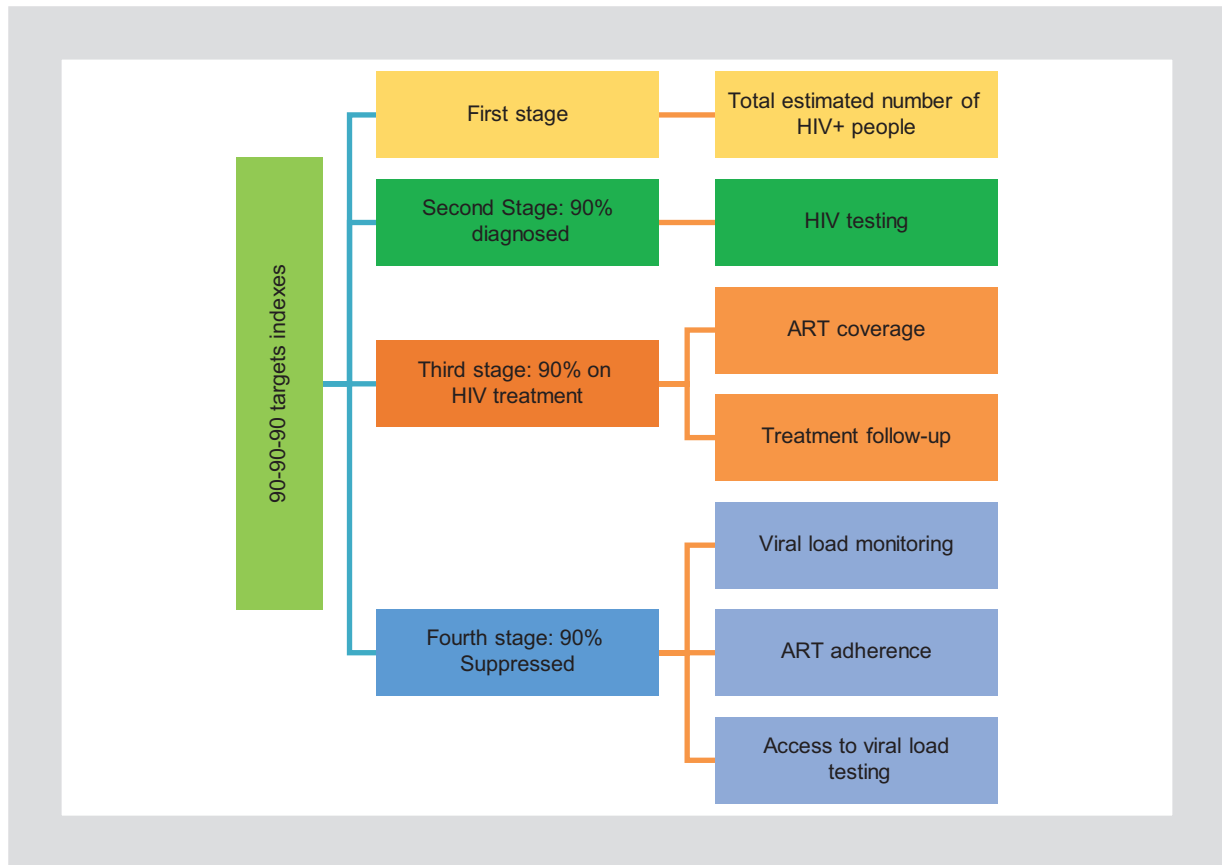 90-90-90 targets indexes
First stage
Total estimated number of
HIV+ people
Second Stage: 90%
diagnosed
HIV testing
Third stage: 90% on
HIV treatment
ART coverage
Treatment follow-up
Fourth stage: 90%
Suppressed
Viral load monitoring
ART adherence
Access to viral load
testing